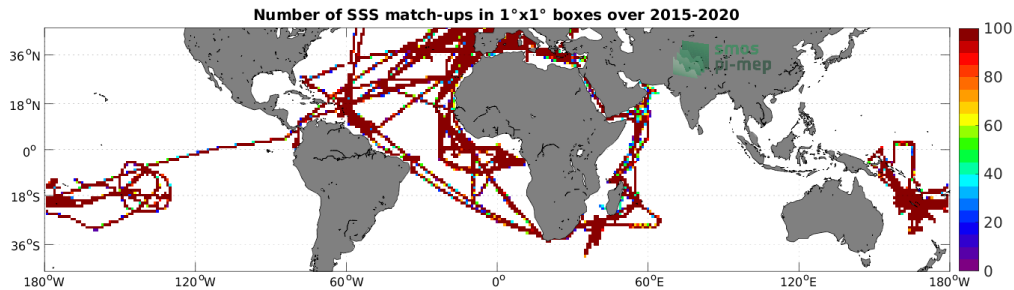 Number of SSS match-ups in 1°x1° boxes over 2015-2020
smos
pi-mep
36°N
18°N
0°
18°S
36°S
180°W
120°W
60°W
0°
60°E
120°E
180°W
100
80
60
40
20
0